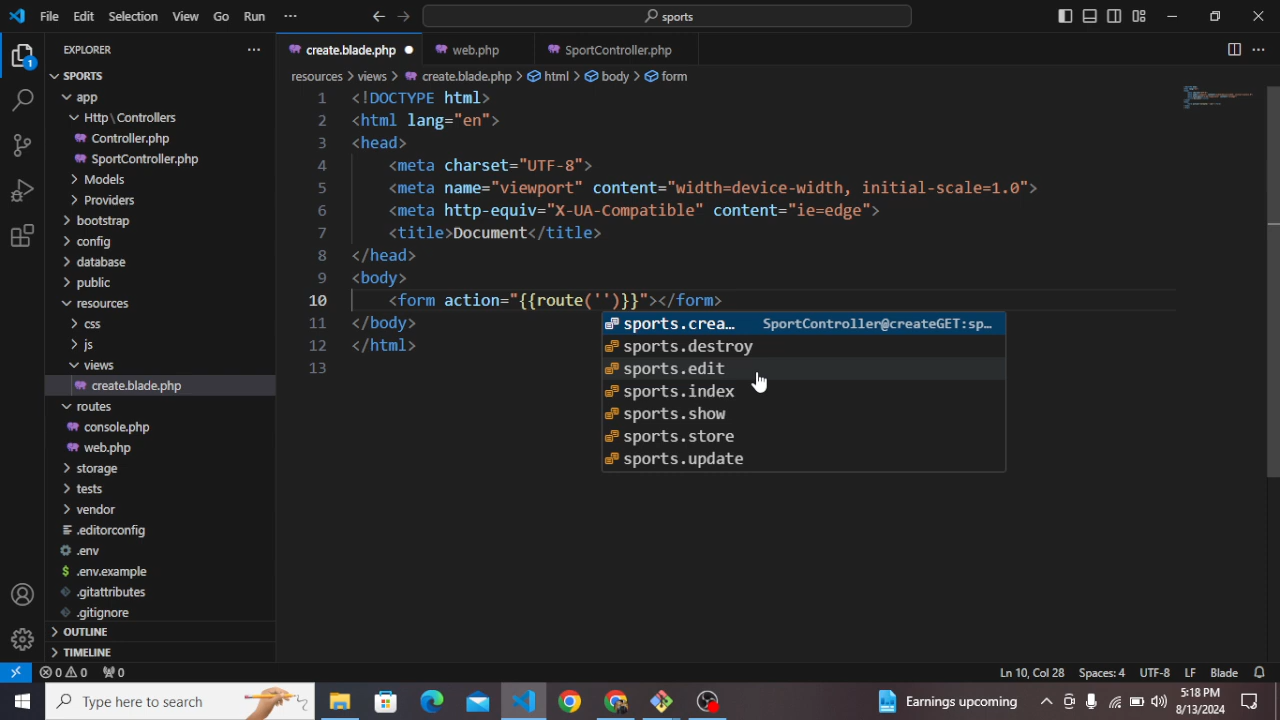 File Edit Selection View Go Run ··· sports
EXPLORER ··· create.blade.php web.php SportController.php ···
SPORTS
app
Http \ Controllers
Controller.php
SportController.php
Models
Providers
bootstrap
config
database
public
resources
css
js
views
create.blade.php
routes
console.php
web.php
storage
tests
vendor
.editorconfig
.env
$ .env.example
.gitattributes
.gitignore
OUTLINE
TIMELINE
1
resources > views > create.blade.php > html > body > form
1 <!DOCTYPE html>
2 <html lang="en">
3 <head>
4 <meta charset="UTF-8">
5 <meta name="viewport" content="width=device-width, initial-scale=1.0">
6 <meta http-equiv="X-UA-Compatible" content="ie=edge">
7 <title>Document</title>
8 </head>
9 <body>
10 <form action="{{route('')}}"></form>
11 </body>
12 </html>
13
sports.crea… SportController@createGET:sp…
sports.destroy
sports.edit
sports.index
sports.show
sports.store
sports.update
0 0 0 Ln 10, Col 28 Spaces: 4 UTF-8 LF Blade
Type here to search Earnings upcoming 5:18 PM
8/13/2024